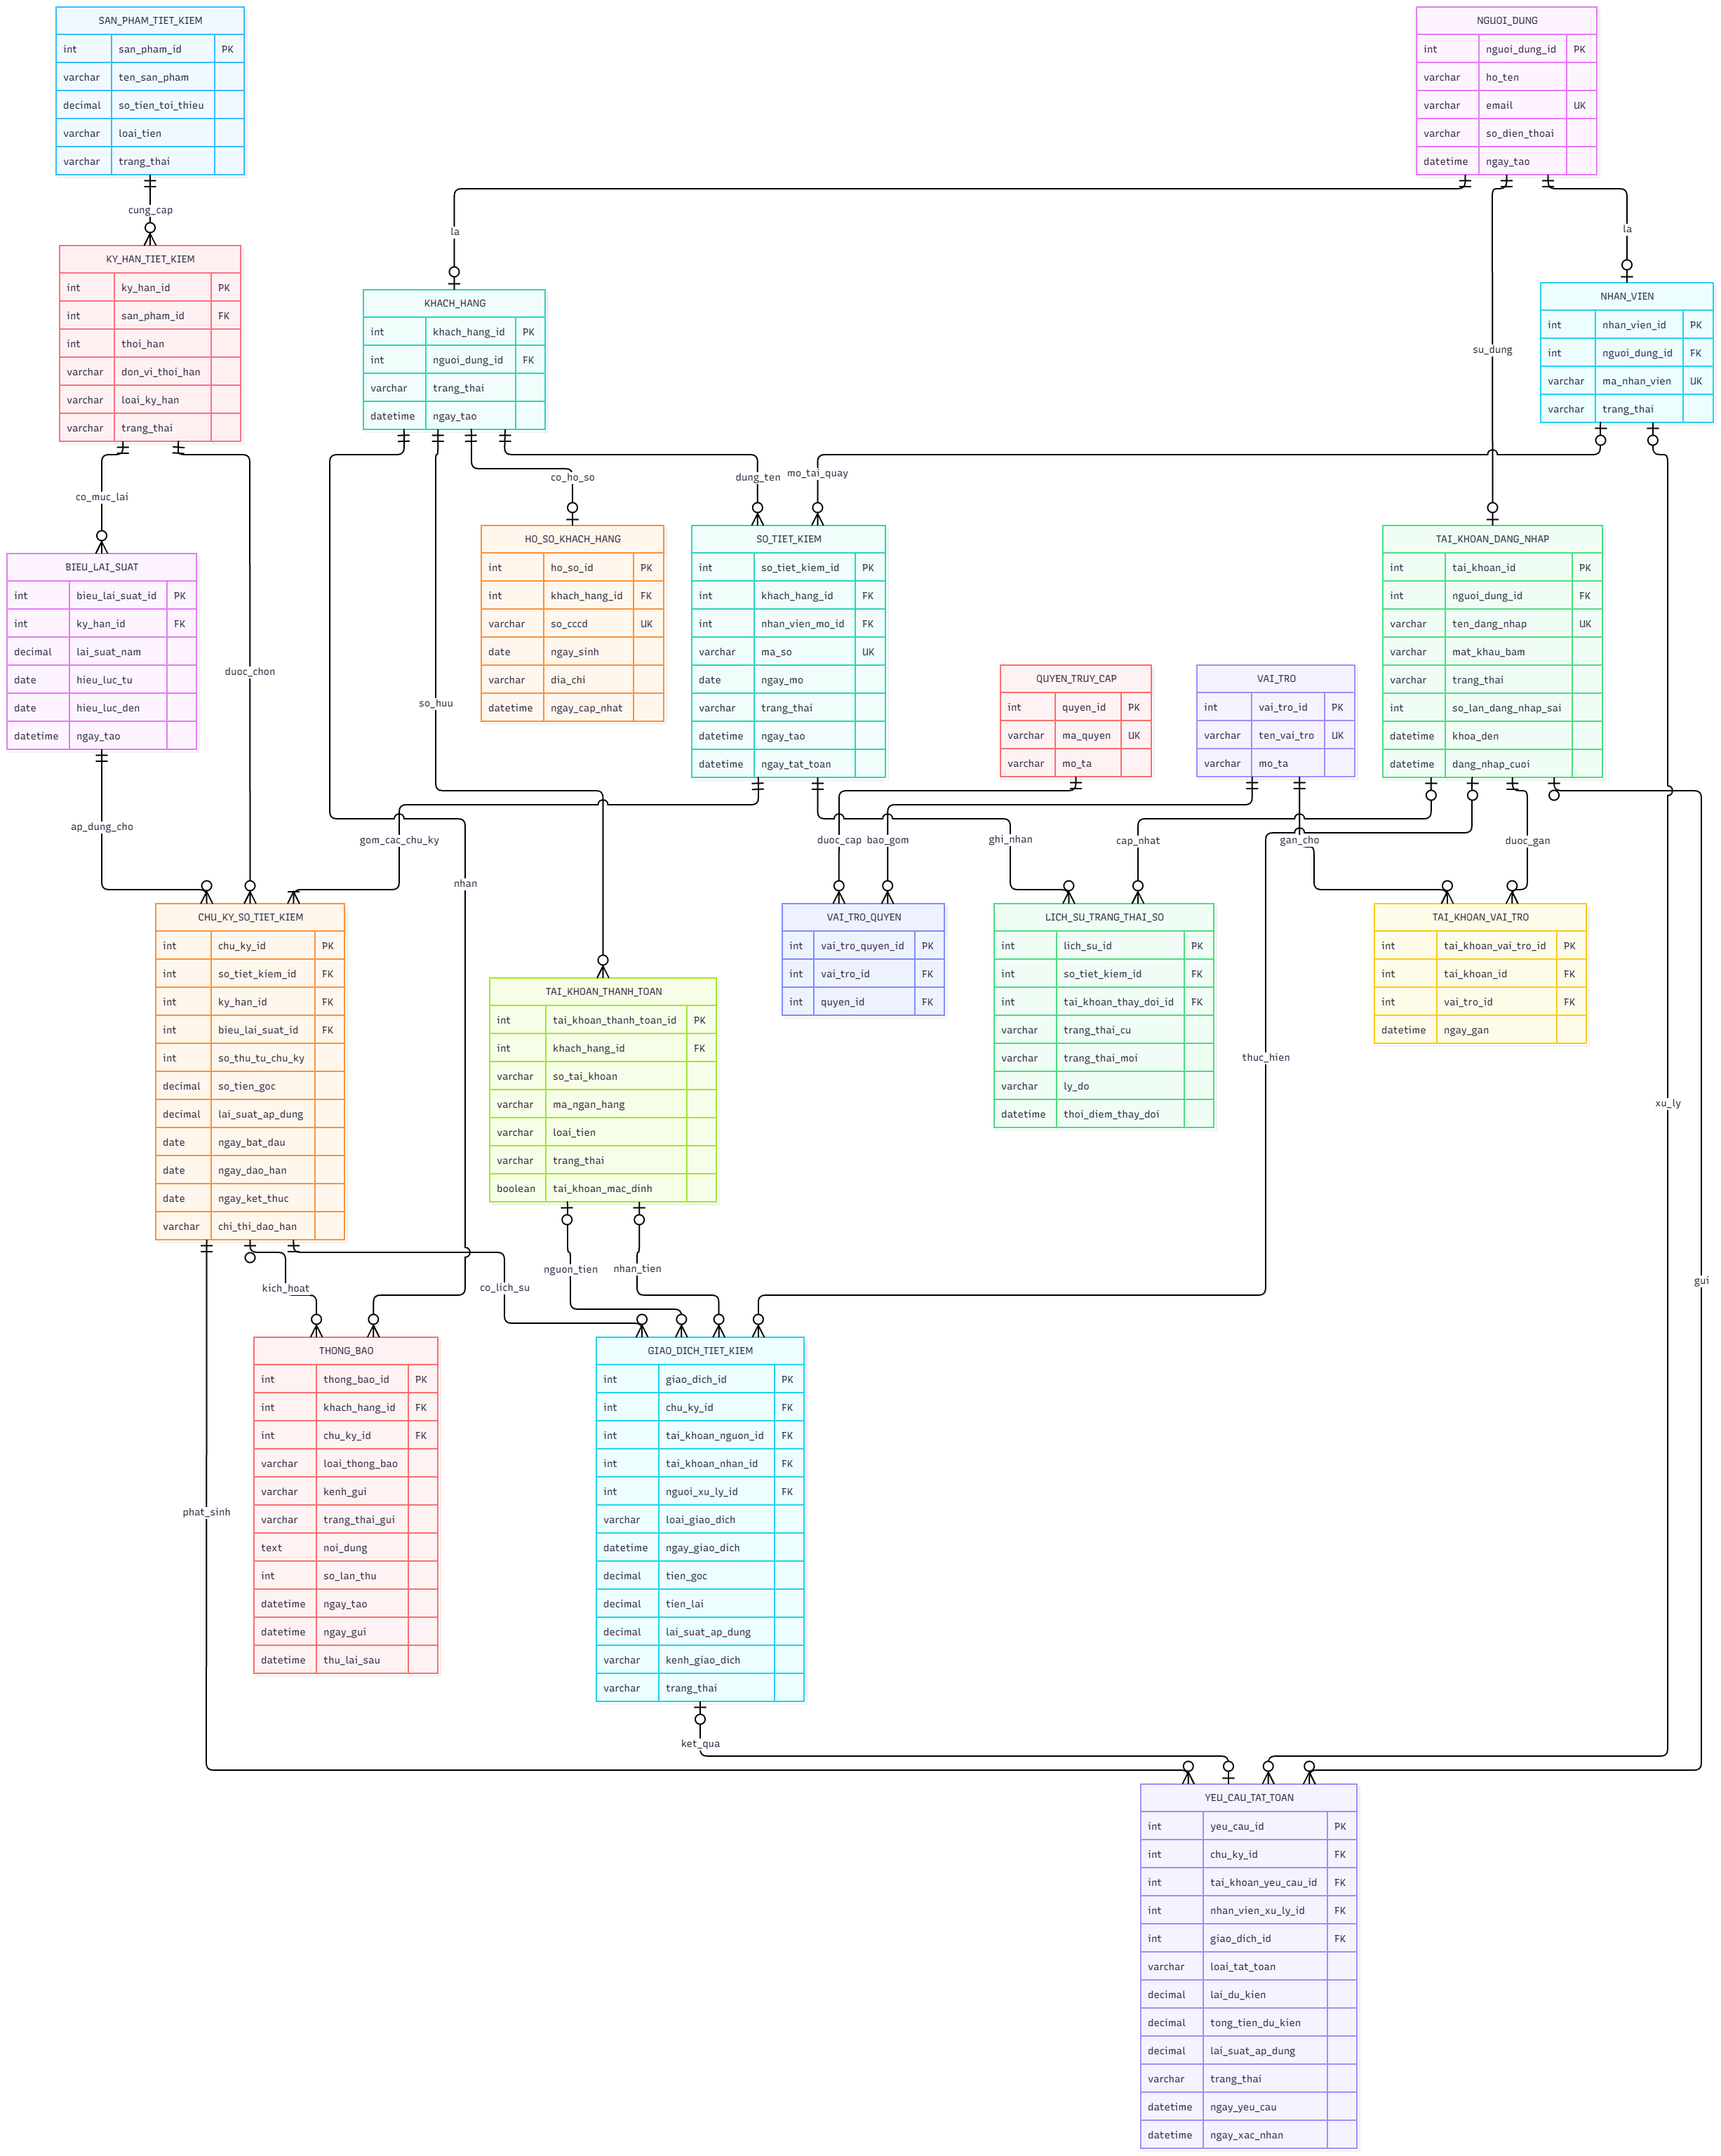 SAN_PHAM_TIET_KIEM
int san_pham_id PK
varchar ten_san_pham
decimal so_tien_toi_thieu
varchar loai_tien
varchar trang_thai
NGUOI_DUNG
int nguoi_dung_id PK
varchar ho_ten
varchar email UK
varchar so_dien_thoai
datetime ngay_tao
cung_cap
la
la
KY_HAN_TIET_KIEM
int ky_han_id PK
int san_pham_id FK
int thoi_han
varchar don_vi_thoi_han
varchar loai_ky_han
varchar trang_thai
KHACH_HANG
int khach_hang_id PK
int nguoi_dung_id FK
varchar trang_thai
datetime ngay_tao
NHAN_VIEN
int nhan_vien_id PK
int nguoi_dung_id FK
varchar ma_nhan_vien UK
varchar trang_thai
su_dung
co_muc_lai
co_ho_so
dung_ten
mo_tai_quay
BIEU_LAI_SUAT
int bieu_lai_suat_id PK
int ky_han_id FK
decimal lai_suat_nam
date hieu_luc_tu
date hieu_luc_den
datetime ngay_tao
duoc_chon
so_huu
HO_SO_KHACH_HANG
int ho_so_id PK
int khach_hang_id FK
varchar so_cccd UK
date ngay_sinh
varchar dia_chi
datetime ngay_cap_nhat
SO_TIET_KIEM
int so_tiet_kiem_id PK
int khach_hang_id FK
int nhan_vien_mo_id FK
varchar ma_so UK
date ngay_mo
varchar trang_thai
datetime ngay_tao
datetime ngay_tat_toan
QUYEN_TRUY_CAP
int quyen_id PK
varchar ma_quyen UK
varchar mo_ta
VAI_TRO
int vai_tro_id PK
varchar ten_vai_tro UK
varchar mo_ta
TAI_KHOAN_DANG_NHAP
int tai_khoan_id PK
int nguoi_dung_id FK
varchar ten_dang_nhap UK
varchar mat_khau_bam
varchar trang_thai
int so_lan_dang_nhap_sai
datetime khoa_den
datetime dang_nhap_cuoi
ap_dung_cho
gom_cac_chu_ky
nhan
duoc_cap
bao_gom
ghi_nhan
cap_nhat
gan_cho
duoc_gan
CHU_KY_SO_TIET_KIEM
int chu_ky_id PK
int so_tiet_kiem_id FK
int ky_han_id FK
int bieu_lai_suat_id FK
int so_thu_tu_chu_ky
decimal so_tien_goc
decimal lai_suat_ap_dung
date ngay_bat_dau
date ngay_dao_han
date ngay_ket_thuc
varchar chi_thi_dao_han
TAI_KHOAN_THANH_TOAN
int tai_khoan_thanh_toan_id PK
int khach_hang_id FK
varchar so_tai_khoan
varchar ma_ngan_hang
varchar loai_tien
varchar trang_thai
boolean tai_khoan_mac_dinh
VAI_TRO_QUYEN
int vai_tro_quyen_id PK
int vai_tro_id FK
int quyen_id FK
LICH_SU_TRANG_THAI_SO
int lich_su_id PK
int so_tiet_kiem_id FK
int tai_khoan_thay_doi_id FK
varchar trang_thai_cu
varchar trang_thai_moi
varchar ly_do
datetime thoi_diem_thay_doi
TAI_KHOAN_VAI_TRO
int tai_khoan_vai_tro_id PK
int tai_khoan_id FK
int vai_tro_id FK
datetime ngay_gan
thuc_hien
xu_ly
kich_hoat
co_lich_su
nguon_tien
nhan_tien
gui
THONG_BAO
int thong_bao_id PK
int khach_hang_id FK
int chu_ky_id FK
varchar loai_thong_bao
varchar kenh_gui
varchar trang_thai_gui
text noi_dung
int so_lan_thu
datetime ngay_tao
datetime ngay_gui
datetime thu_lai_sau
GIAO_DICH_TIET_KIEM
int giao_dich_id PK
int chu_ky_id FK
int tai_khoan_nguon_id FK
int tai_khoan_nhan_id FK
int nguoi_xu_ly_id FK
varchar loai_giao_dich
datetime ngay_giao_dich
decimal tien_goc
decimal tien_lai
decimal lai_suat_ap_dung
varchar kenh_giao_dich
varchar trang_thai
phat_sinh
ket_qua
YEU_CAU_TAT_TOAN
int yeu_cau_id PK
int chu_ky_id FK
int tai_khoan_yeu_cau_id FK
int nhan_vien_xu_ly_id FK
int giao_dich_id FK
varchar loai_tat_toan
decimal lai_du_kien
decimal tong_tien_du_kien
decimal lai_suat_ap_dung
varchar trang_thai
datetime ngay_yeu_cau
datetime ngay_xac_nhan